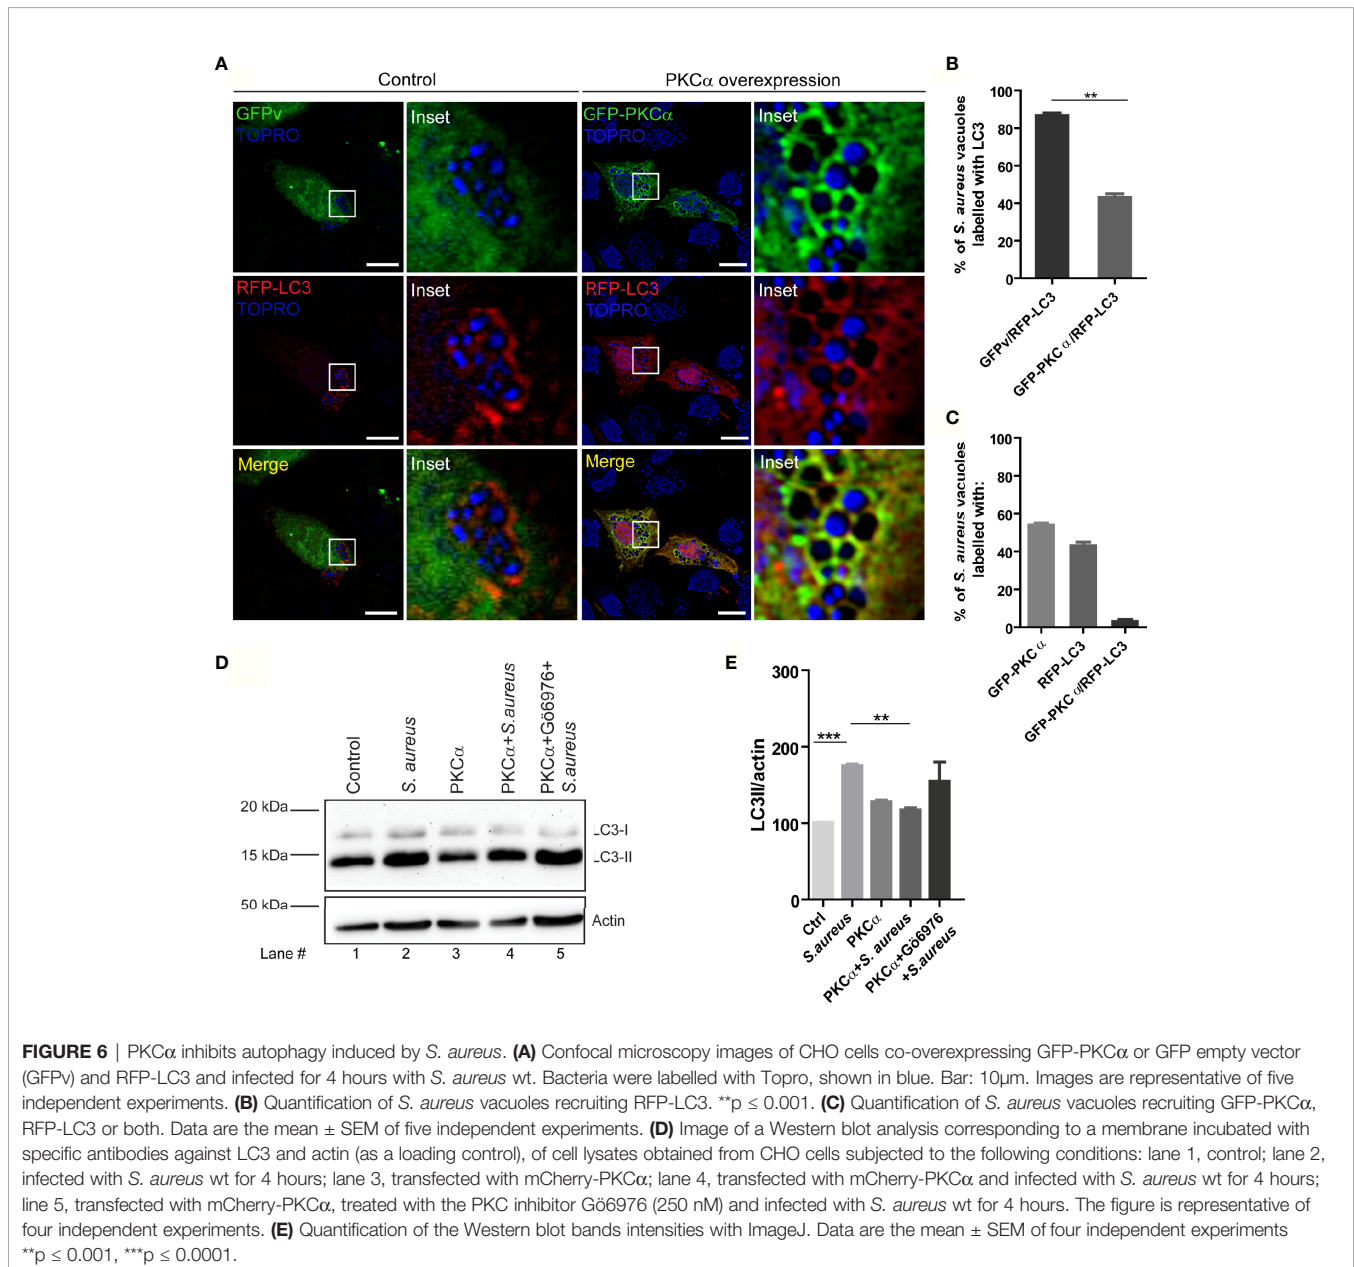 A
Control
PKCα overexpression
GFPv
TOPRO
Inset
GFP-PKCα
TOPRO
Inset
RFP-LC3
TOPRO
Inset
RFP-LC3
TOPRO
Inset
Merge
Inset
Merge
Inset
B
% of S. aureus vacuoles
labelled with LC3
100
80
60
40
20
0
**
GFPv/RFP-LC3
GFP-PKC α/RFP-LC3
C
% of S. aureus vacuoles
labelled with:
100
80
60
40
20
0
GFP-PKC α
RFP-LC3
GFP-PKC α/RFP-LC3
D
Control
S. aureus
PKCα
PKCα+S.aureus
PKCα+Gö6976+
S.aureus
20 kDa
15 kDa
50 kDa
LC3-I
LC3-II
Actin
Lane # 1 2 3 4 5
E
LC3II/actin
300
200
100
0
***
**
Ctrl
S.aureus
PKCα
PKCα+S. aureus
PKCα+Gö6976
+S.aureus
FIGURE 6 | PKCα inhibits autophagy induced by S. aureus. (A) Confocal microscopy images of CHO cells co-overexpressing GFP-PKCα or GFP empty vector
(GFPv) and RFP-LC3 and infected for 4 hours with S. aureus wt. Bacteria were labelled with Topro, shown in blue. Bar: 10µm. Images are representative of five
independent experiments. (B) Quantification of S. aureus vacuoles recruiting RFP-LC3. **p ≤ 0.001. (C) Quantification of S. aureus vacuoles recruiting GFP-PKCα,
RFP-LC3 or both. Data are the mean ± SEM of five independent experiments. (D) Image of a Western blot analysis corresponding to a membrane incubated with
specific antibodies against LC3 and actin (as a loading control), of cell lysates obtained from CHO cells subjected to the following conditions: lane 1, control; lane 2,
infected with S. aureus wt for 4 hours; lane 3, transfected with mCherry-PKCα; lane 4, transfected with mCherry-PKCα and infected with S. aureus wt for 4 hours;
line 5, transfected with mCherry-PKCα, treated with the PKC inhibitor Gö6976 (250 nM) and infected with S. aureus wt for 4 hours. The figure is representative of
four independent experiments. (E) Quantification of the Western blot bands intensities with ImageJ. Data are the mean ± SEM of four independent experiments
**p ≤ 0.001, ***p ≤ 0.0001.